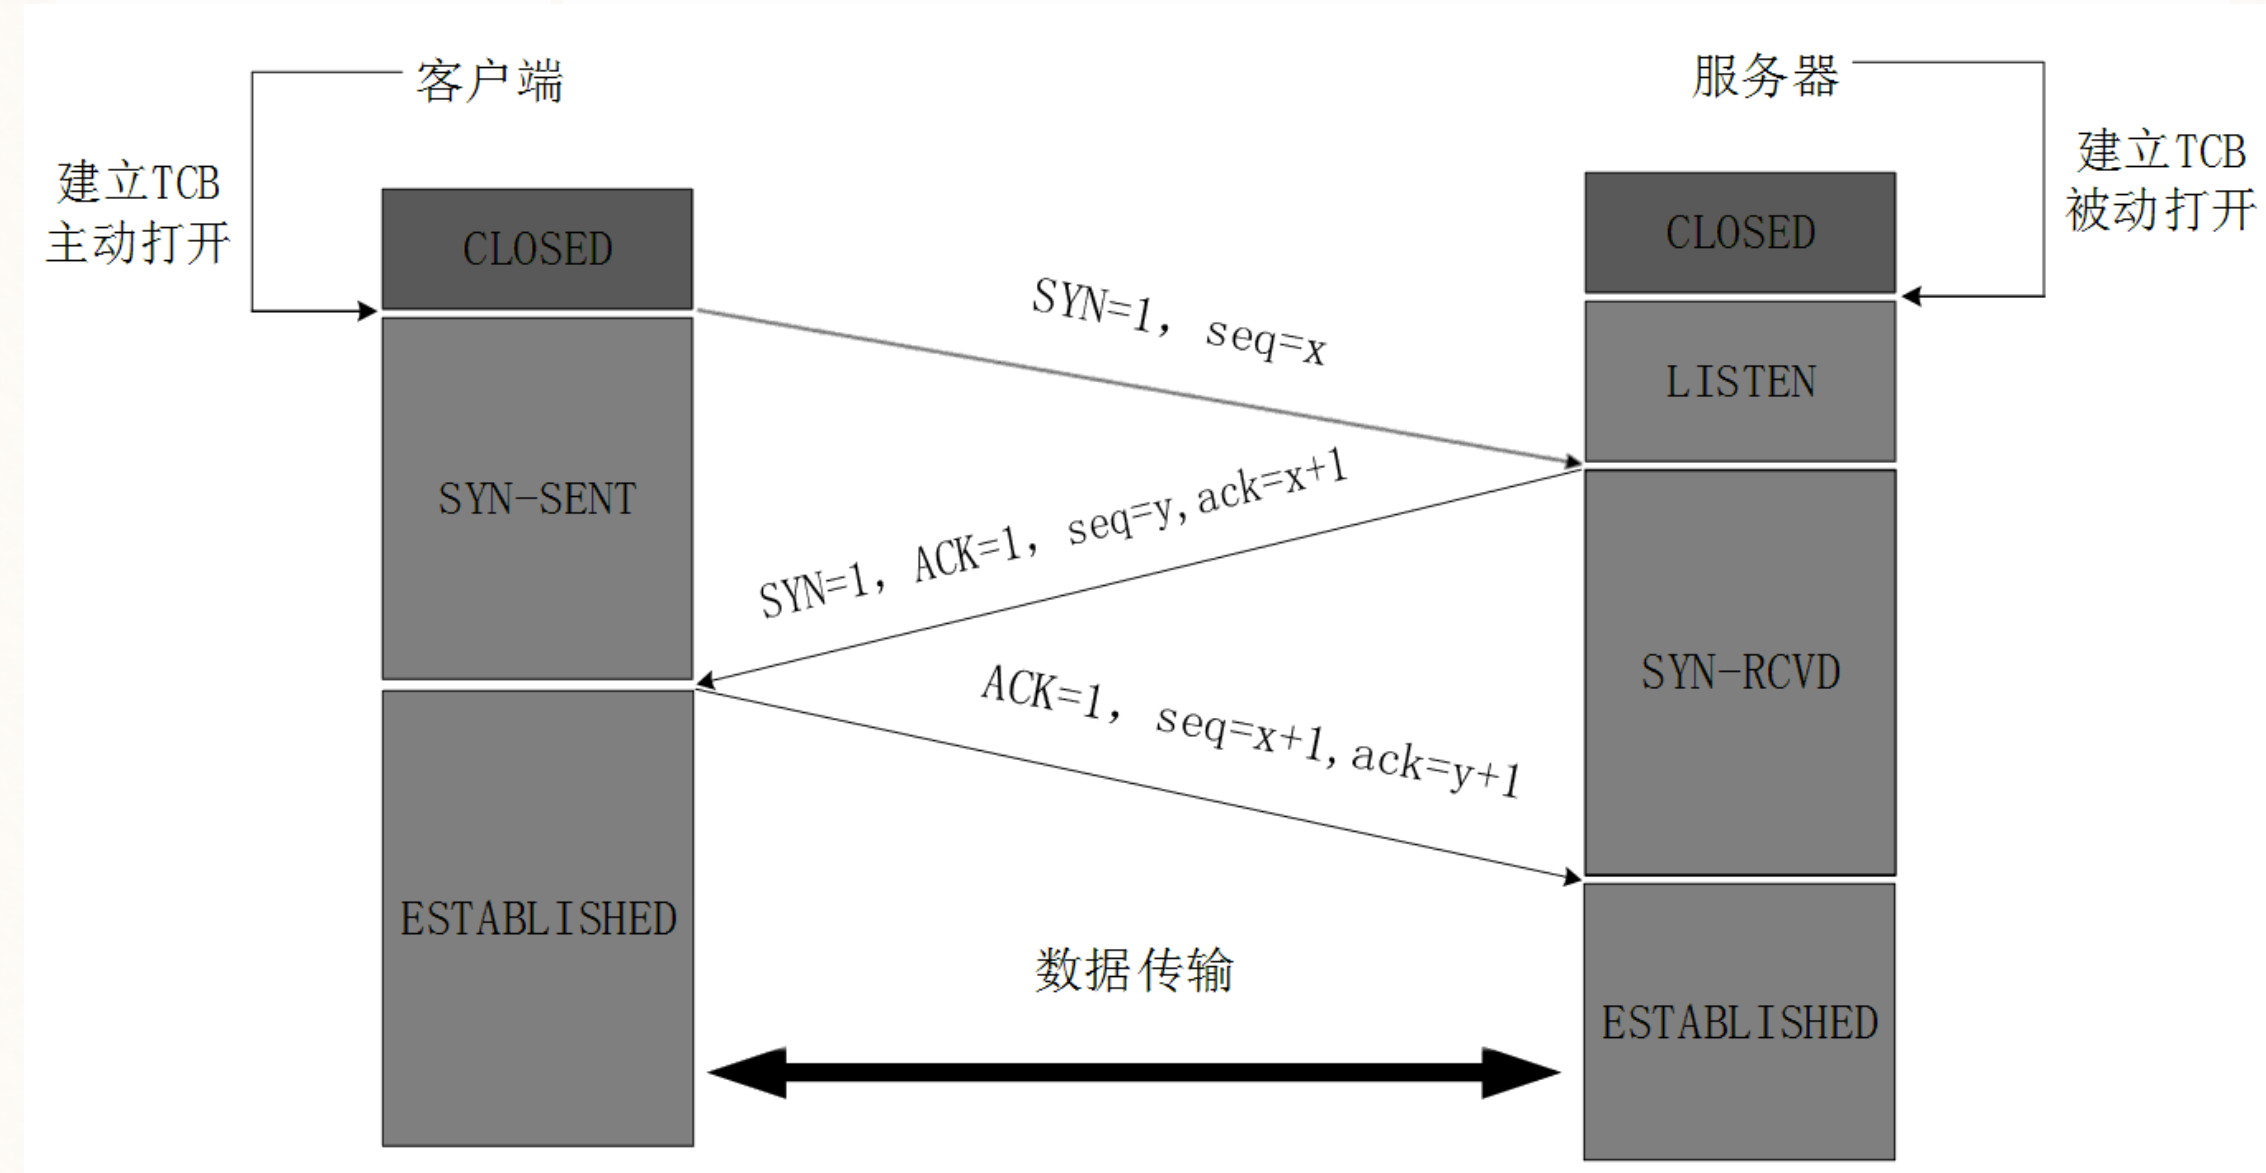 客户端
服务器
建立TCB
主动打开
建立TCB
被动打开
CLOSED
CLOSED
SYN=1, seq=x
LISTEN
SYN-SENT
SYN=1, ACK=1, seq=y,ack=x+1
SYN-RCVD
ACK=1, seq=x+1,ack=y+1
ESTABLISHED
数据传输
ESTABLISHED